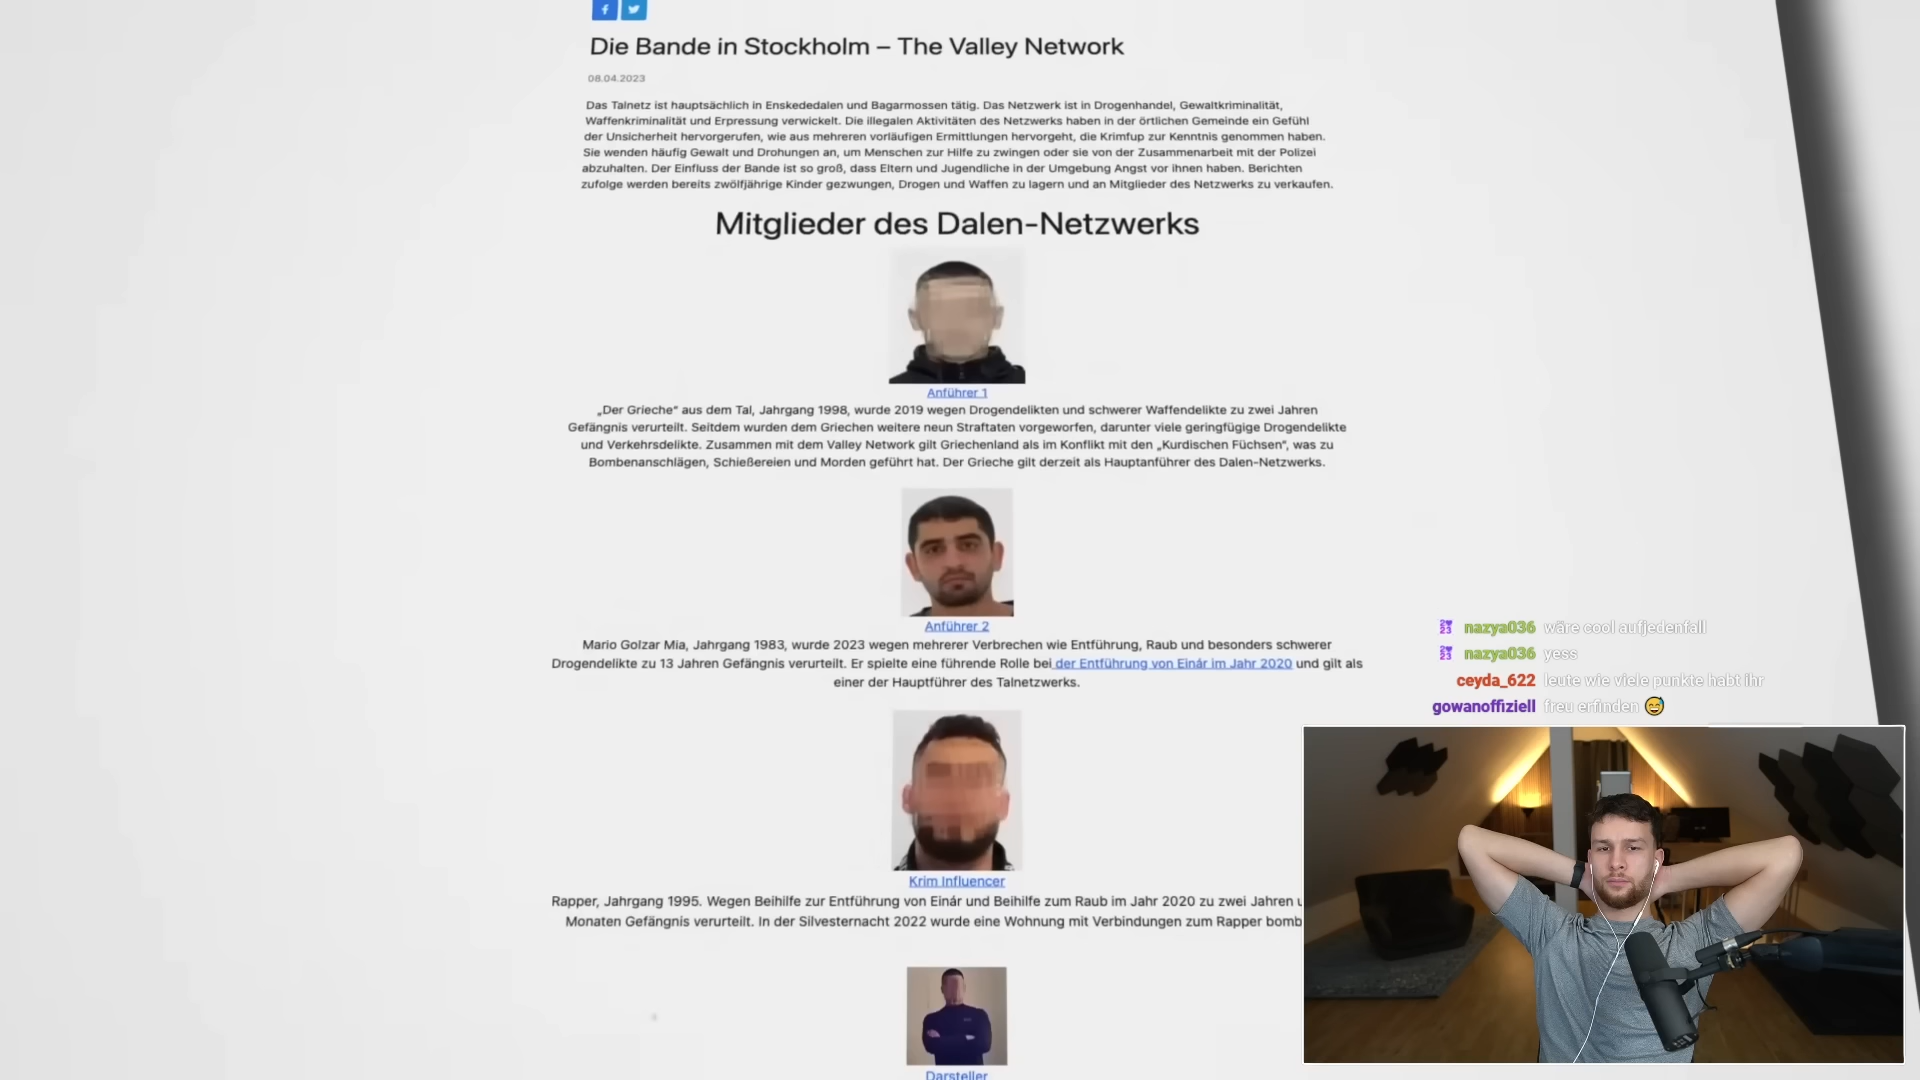 Die Bande in Stockholm – The Valley Network
08.04.2023
Das Talnetz ist hauptsächlich in Enskededalen und Bagarmossen tätig. Das Netzwerk ist in Drogenhandel, Gewaltkriminalität,
Waffenkriminalität und Erpressung verwickelt. Die illegalen Aktivitäten des Netzwerks haben in der örtlichen Gemeinde ein Gefühl
der Unsicherheit hervorgerufen, wie aus mehreren vorläufigen Ermittlungen hervorgeht, die Krimfup zur Kenntnis genommen haben.
Sie wenden häufig Gewalt und Drohungen an, um Menschen zur Hilfe zu zwingen oder sie von der Zusammenarbeit mit der Polizei
abzuhalten. Der Einfluss der Bande ist so groß, dass Eltern und Jugendliche in der Umgebung Angst vor ihnen haben. Berichten
zufolge werden bereits zwölfjährige Kinder gezwungen, Drogen und Waffen zu lagern und an Mitglieder des Netzwerks zu verkaufen.
Mitglieder des Dalen-Netzwerks
Anführer 1
„Der Grieche" aus dem Tal, Jahrgang 1998, wurde 2019 wegen Drogendelikten und schwerer Waffendelikte zu zwei Jahren
Gefängnis verurteilt. Seitdem wurden dem Griechen weitere neun Straftaten vorgeworfen, darunter viele geringfügige Drogendelikte
und Verkehrsdelikte. Zusammen mit dem Valley Network gilt Griechenland als im Konflikt mit den „Kurdischen Füchsen", was zu
Bombenanschlägen, Schießereien und Morden geführt hat. Der Grieche gilt derzeit als Hauptanführer des Dalen-Netzwerks.
Anführer 2
Mario Golzar Mia, Jahrgang 1983, wurde 2023 wegen mehrerer Verbrechen wie Entführung, Raub und besonders schwerer
Drogendelikte zu 13 Jahren Gefängnis verurteilt. Er spielte eine führende Rolle bei der Entführung von Einár im Jahr 2020 und gilt als
einer der Hauptführer des Talnetzwerks.
Krim Influencer
Rapper, Jahrgang 1995. Wegen Beihilfe zur Entführung von Einár und Beihilfe zum Raub im Jahr 2020 zu zwei Jahren u
Monaten Gefängnis verurteilt. In der Silvesternacht 2022 wurde eine Wohnung mit Verbindungen zum Rapper bomb
Darsteller
nazya036 wäre cool aufjedenfall
nazya036 yess
ceyda_622 leute wie viele punkte habt ihr
gowanoffiziell freu erfinden 😅